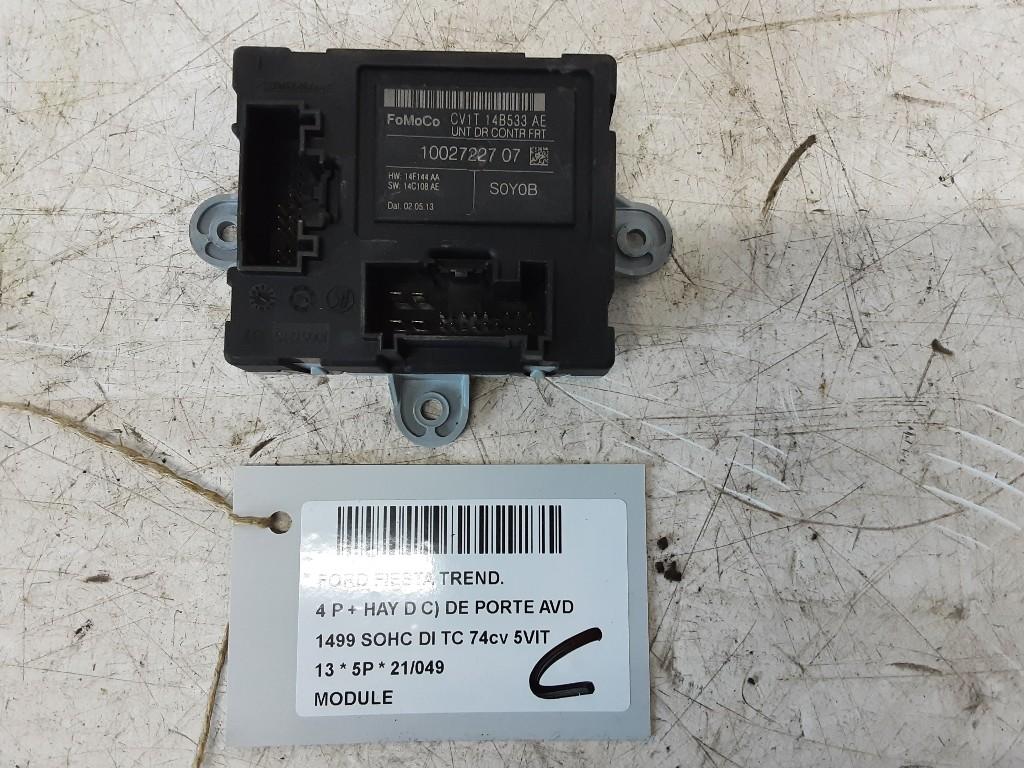 FoMoCo CV1T 14B533 AE
UNT DR CONTR FRT
10027227 07
HW: 14F144 AA
SW: 14C108 AE
S0Y0B
Dat. 02.05.13
FORD FIESTA TREND.
4 P + HAY D C) DE PORTE AVD
1499 SOHC DI TC 74cv 5VIT
13 * 5P * 21/049
MODULE
C